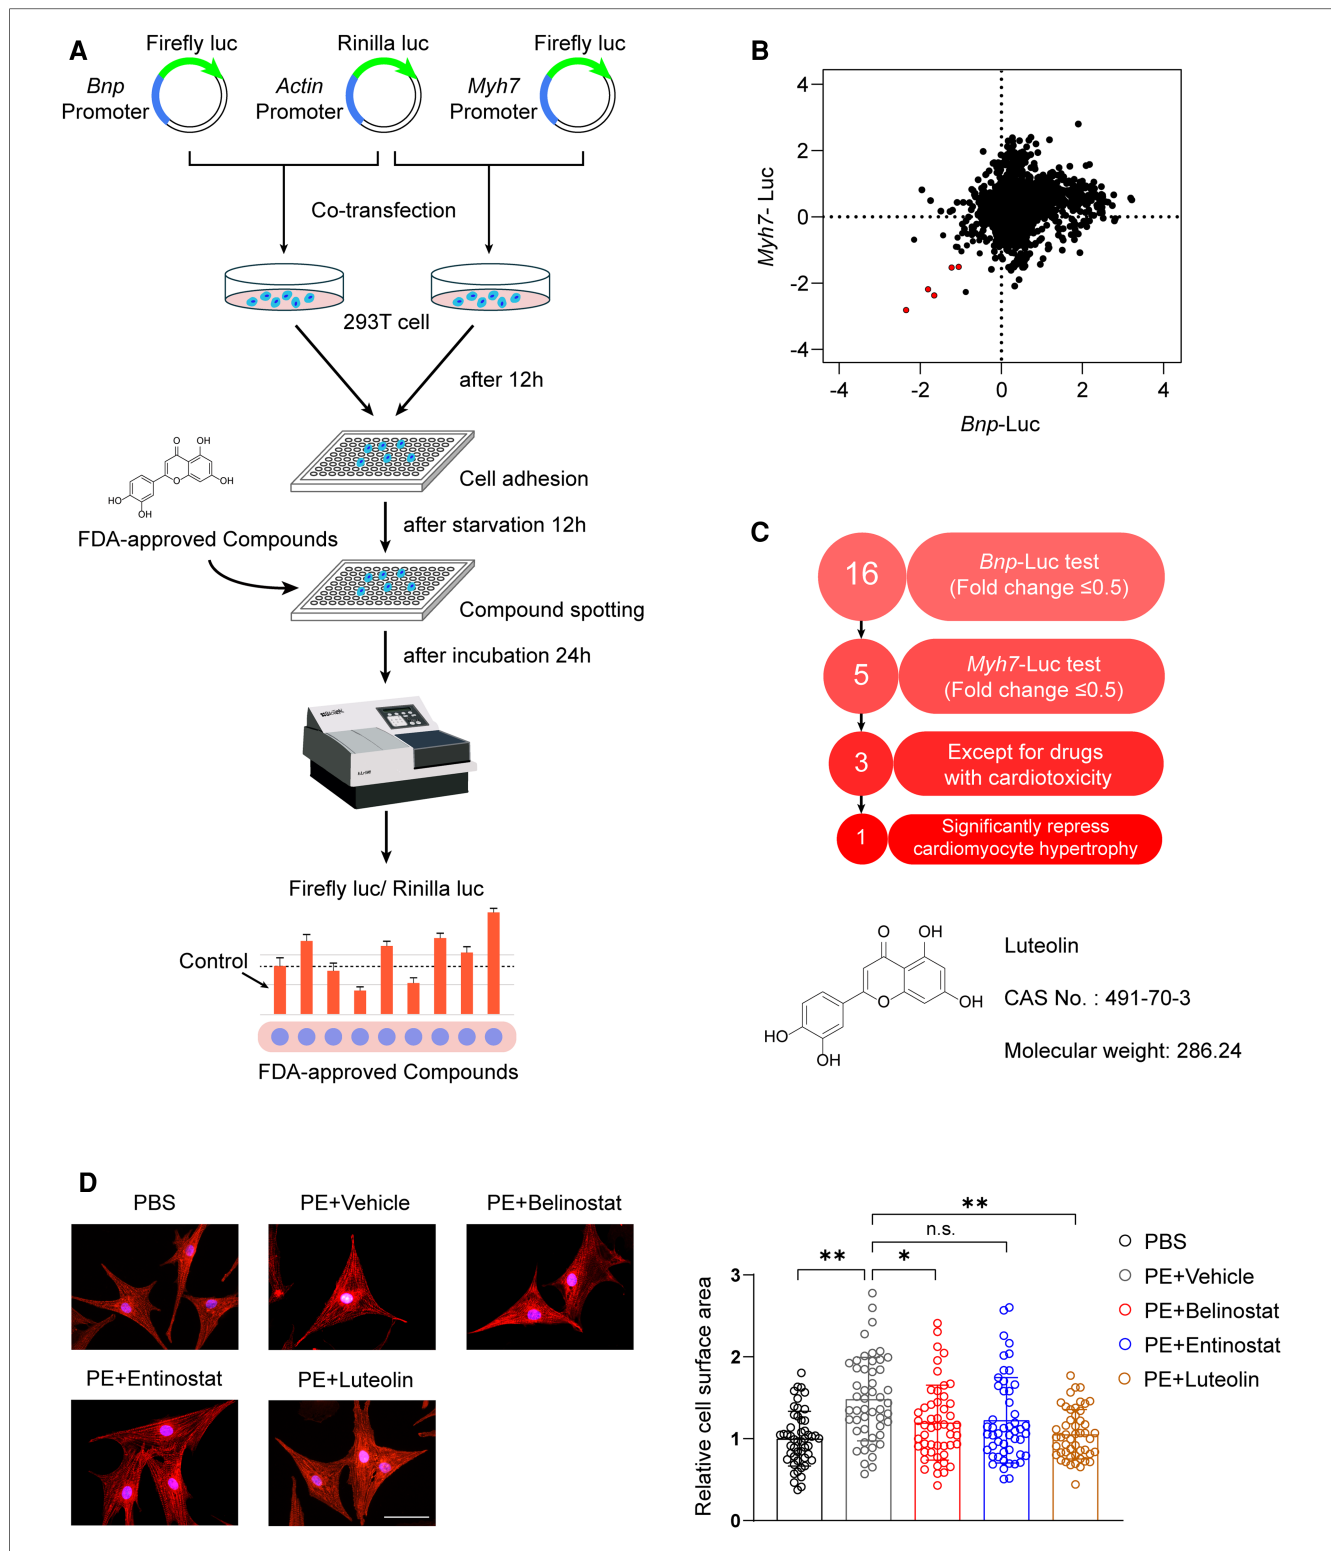 A
Firefly luc
Rinilla luc
Firefly luc
Bnp
Promoter
Actin
Promoter
Myh7
Promoter
Co-transfection
293T cell
after 12h
Cell adhesion
O
OH
O
OH
HO
OH
FDA-approved Compounds
after starvation 12h
Compound spotting
after incubation 24h
Firefly luc/ Rinilla luc
Control
FDA-approved Compounds
B
4
2
0
-2
-4
Myh7- Luc
-4
-2
0
2
4
Bnp-Luc
C
16
Bnp-Luc test
(Fold change ≤0.5)
5
Myh7-Luc test
(Fold change ≤0.5)
3
Except for drugs
with cardiotoxicity
1
Significantly repress
cardiomyocyte hypertrophy
O
OH
O
OH
HO
OH
Luteolin
CAS No. : 491-70-3
Molecular weight: 286.24
D
PBS
PE+Vehicle
PE+Belinostat
PE+Entinostat
PE+Luteolin
Relative cell surface area
3
2
1
0
**
*
n.s.
**
PBS
PE+Vehicle
PE+Belinostat
PE+Entinostat
PE+Luteolin